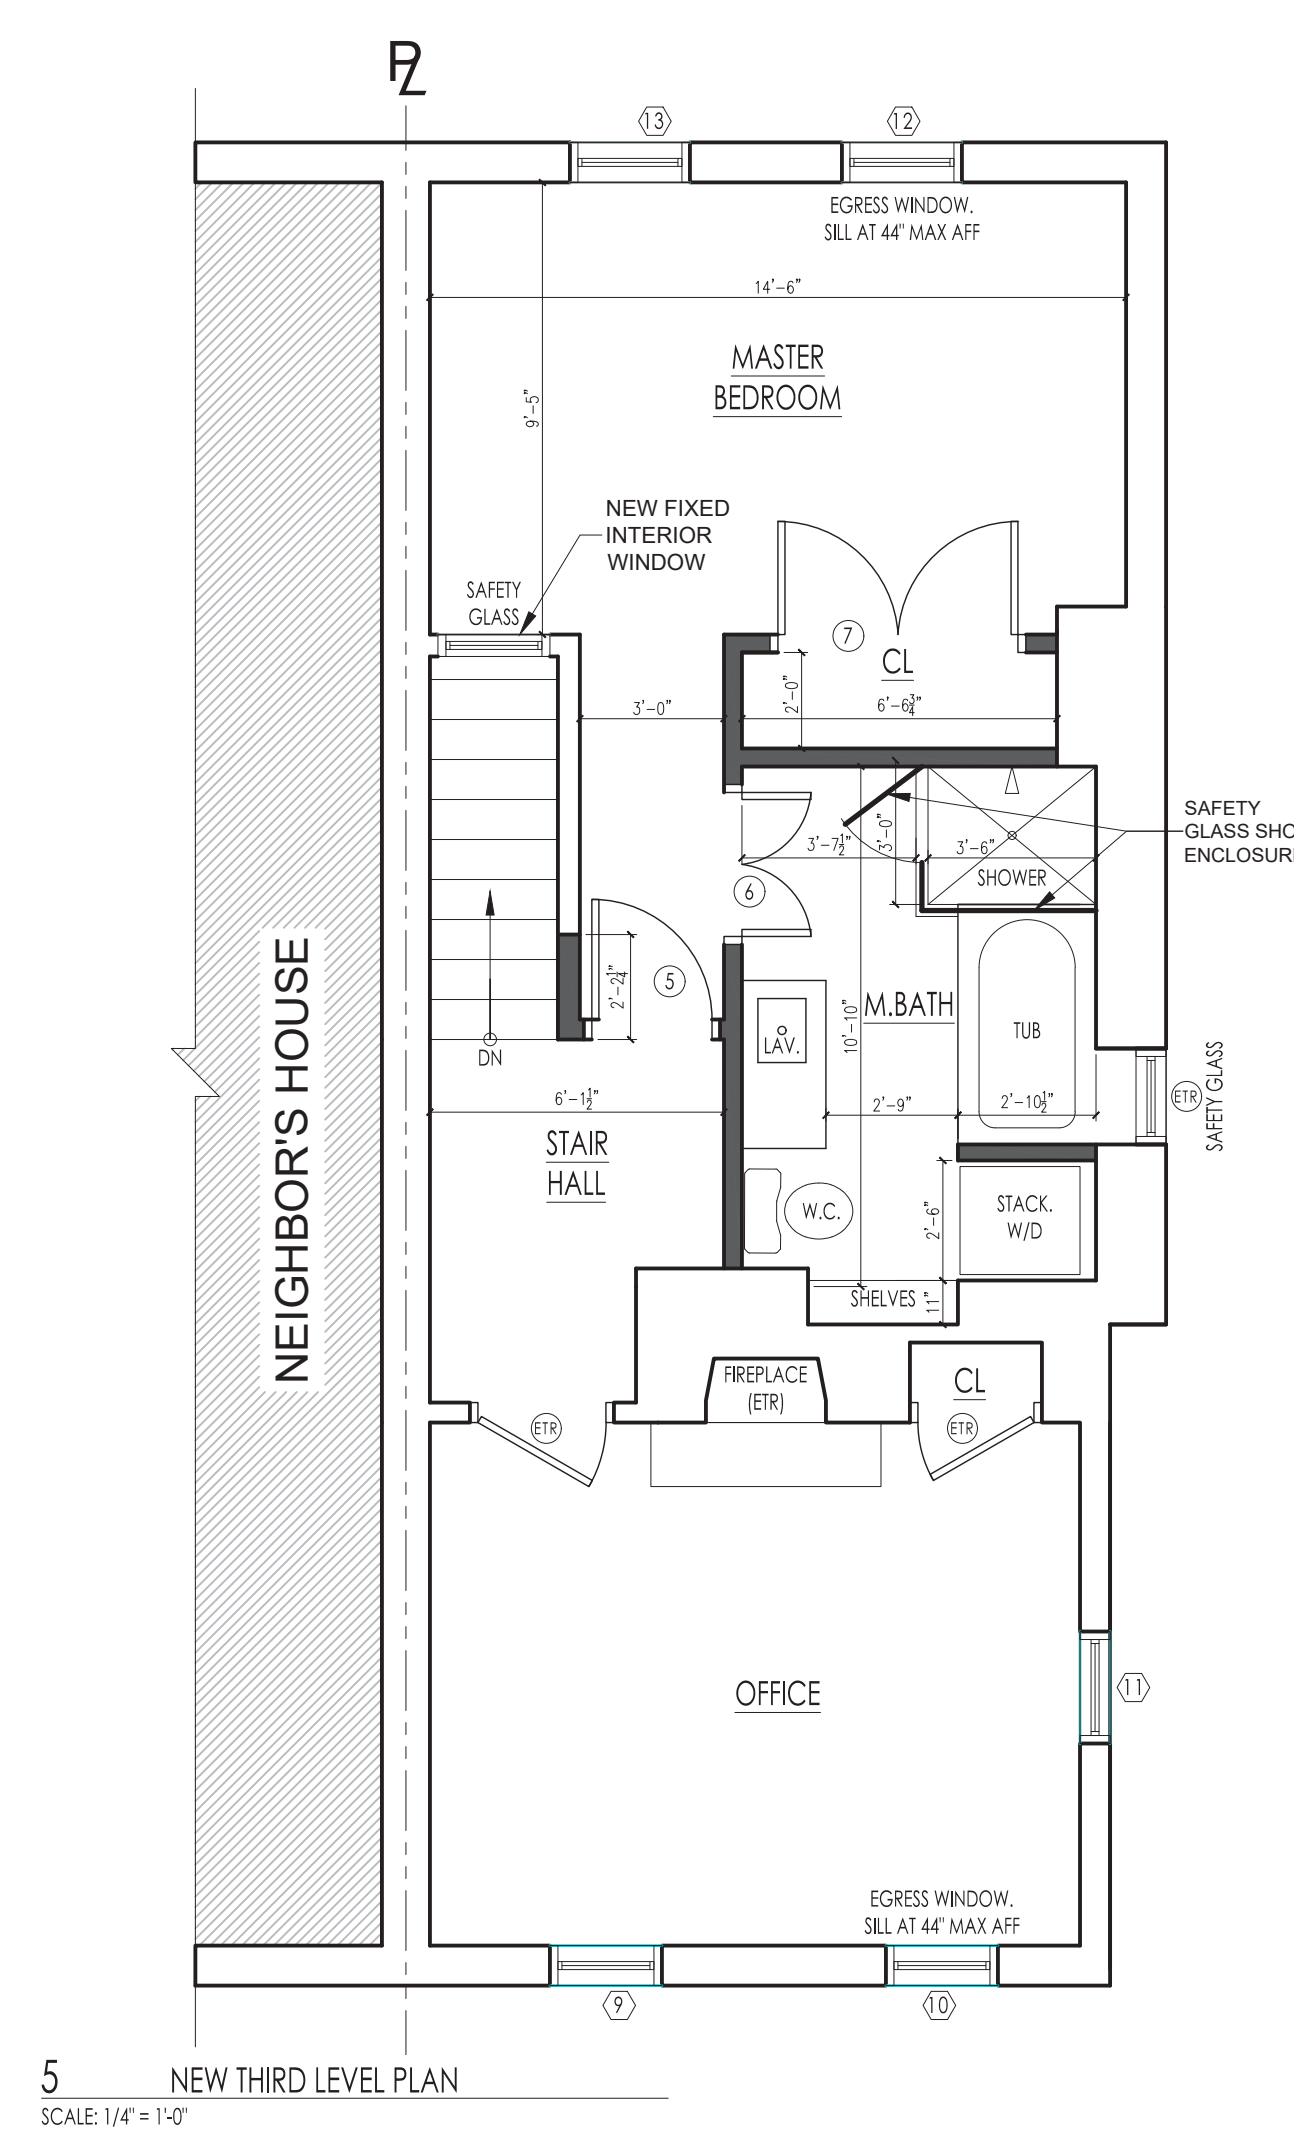 PL
13
12
EGRESS WINDOW.
SILL AT 44" MAX AFF
14'-6"
MASTER
BEDROOM
9'-5"
NEW FIXED
INTERIOR
WINDOW
SAFETY
GLASS
7
CL
2'-0"
6'-6¾"
3'-0"
SAFETY
GLASS SHO
ENCLOSUR
3'-7½"
3'-0"
3'-6"
SHOWER
6
5
2'-2¼"
DN
10'-10"
M.BATH
LAV.
TUB
ETR
SAFETY GLASS
6'-1½"
2'-9"
2'-10½"
STAIR
HALL
NEIGHBOR'S HOUSE
W.C.
2'-6"
STACK.
W/D
SHELVES
11"
FIREPLACE
(ETR)
CL
ETR
ETR
OFFICE
11
EGRESS WINDOW.
SILL AT 44" MAX AFF
9
10
5 NEW THIRD LEVEL PLAN
SCALE: 1/4" = 1'-0"